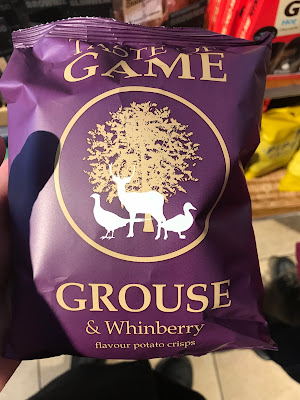 TASTE OF
GAME
GROUSE
& Whinberry
flavour potato crisps